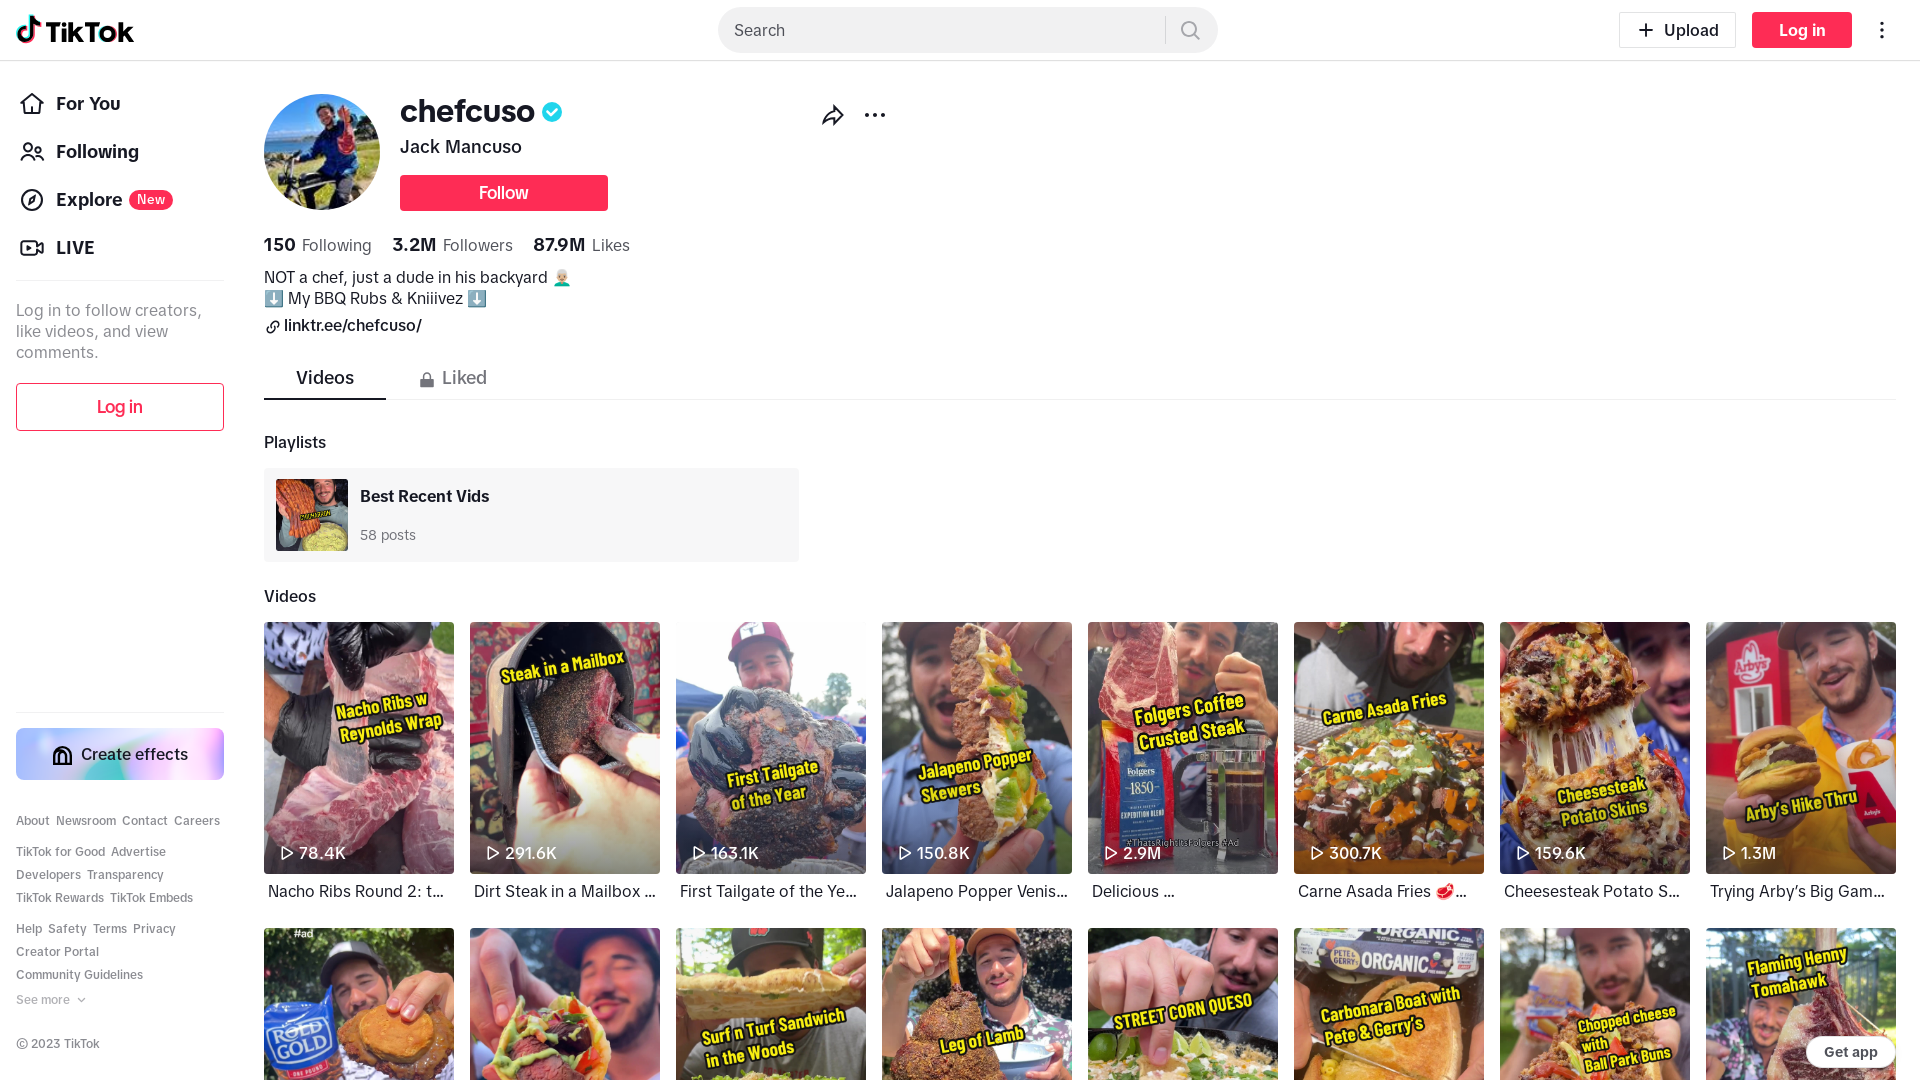 TikTok
Search
Upload
Log in
For You
Following
Explore New
LIVE
Log in to follow creators,
like videos, and view
comments.
Log in
Create effects
About Newsroom Contact Careers
TikTok for Good Advertise
Developers Transparency
TikTok Rewards TikTok Embeds
Help Safety Terms Privacy
Creator Portal
Community Guidelines
See more
© 2023 TikTok
chefcuso
Jack Mancuso
Follow
150 Following 3.2M Followers 87.9M Likes
NOT a chef, just a dude in his backyard 👨🏼‍🦳
⬇️ My BBQ Rubs & Kniiivez ⬇️
linktr.ee/chefcuso/
Videos
Liked
Playlists
Best Recent Vids
58 posts
Videos
Nacho Ribs w
Reynolds Wrap
78.4K
Nacho Ribs Round 2: t...
Steak in a Mailbox
291.6K
Dirt Steak in a Mailbox ...
First Tailgate
of the Year
163.1K
First Tailgate of the Ye...
Jalapeno Popper
Skewers
150.8K
Jalapeno Popper Venis...
Folgers Coffee
Crusted Steak
Folgers
1850
EXPEDITION BLEND
#ThatsRightItsFolgers #Ad
2.9M
Delicious ...
Carne Asada Fries
300.7K
Carne Asada Fries 🥩...
Cheesesteak
Potato Skins
159.6K
Cheesesteak Potato S...
Arby's
Arby's Hike Thru
1.3M
Trying Arby's Big Gam...
#ad
ROLD
GOLD
Surf n Turf Sandwich
in the Woods
Leg of Lamb
STREET CORN QUESO
ORGANIC
PETE &
GERRY'S
ORGANIC
Carbonara Boat with
Pete & Gerry's
Chopped cheese
with
Ball Park Buns
Flaming Henny
Tomahawk
Get app